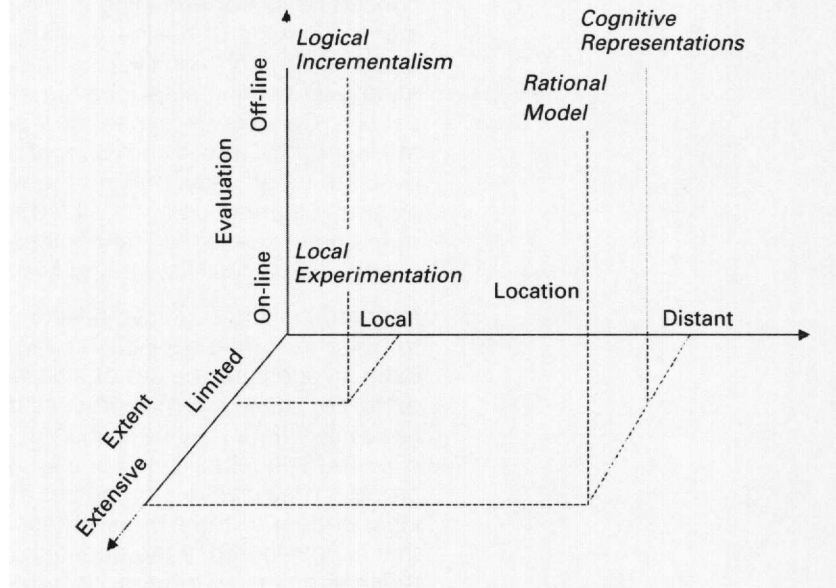 Cognitive
Representations
Logical
Incrementalism
Rational
Model
Off-line
Evaluation
On-line
Local
Experimentation
Location
Local
Distant
Limited
Extent
Extensive